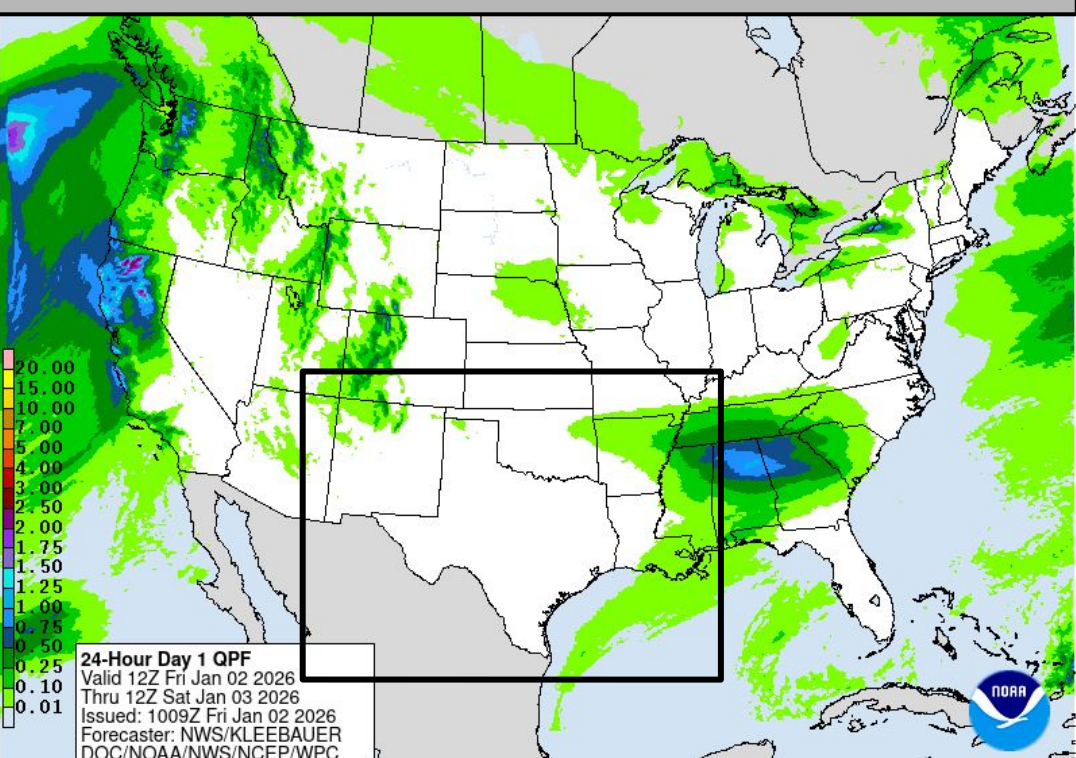 20.00
15.00
10.00
7.00
5.00
4.00
3.00
2.50
2.00
1.75
1.50
1.25
1.00
0.75
0.50
0.25
0.10
0.01
24-Hour Day 1 QPF
Valid 12Z Fri Jan 02 2026
Thru 12Z Sat Jan 03 2026
Issued: 1009Z Fri Jan 02 2026
Forecaster: NWS/KLEEBAUER
DOC/NOAA/NWS/NCEP/WPC
NOAA